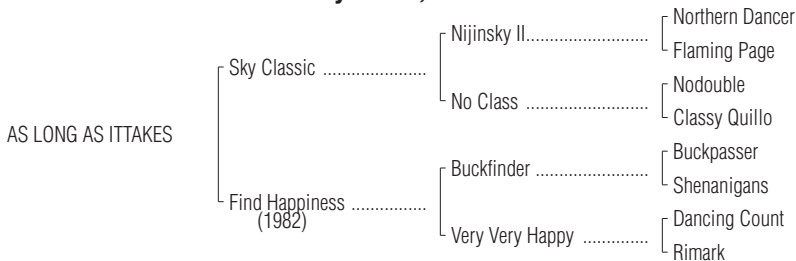 Northern Dancer
Nijinsky II
Flaming Page
Sky Classic
Nodouble
No Class
Classy Quillo
AS LONG AS ITTAKES
Buckpasser
Buckfinder
Shenanigans
Find Happiness
(1982)
Dancing Count
Very Very Happy
Rimark